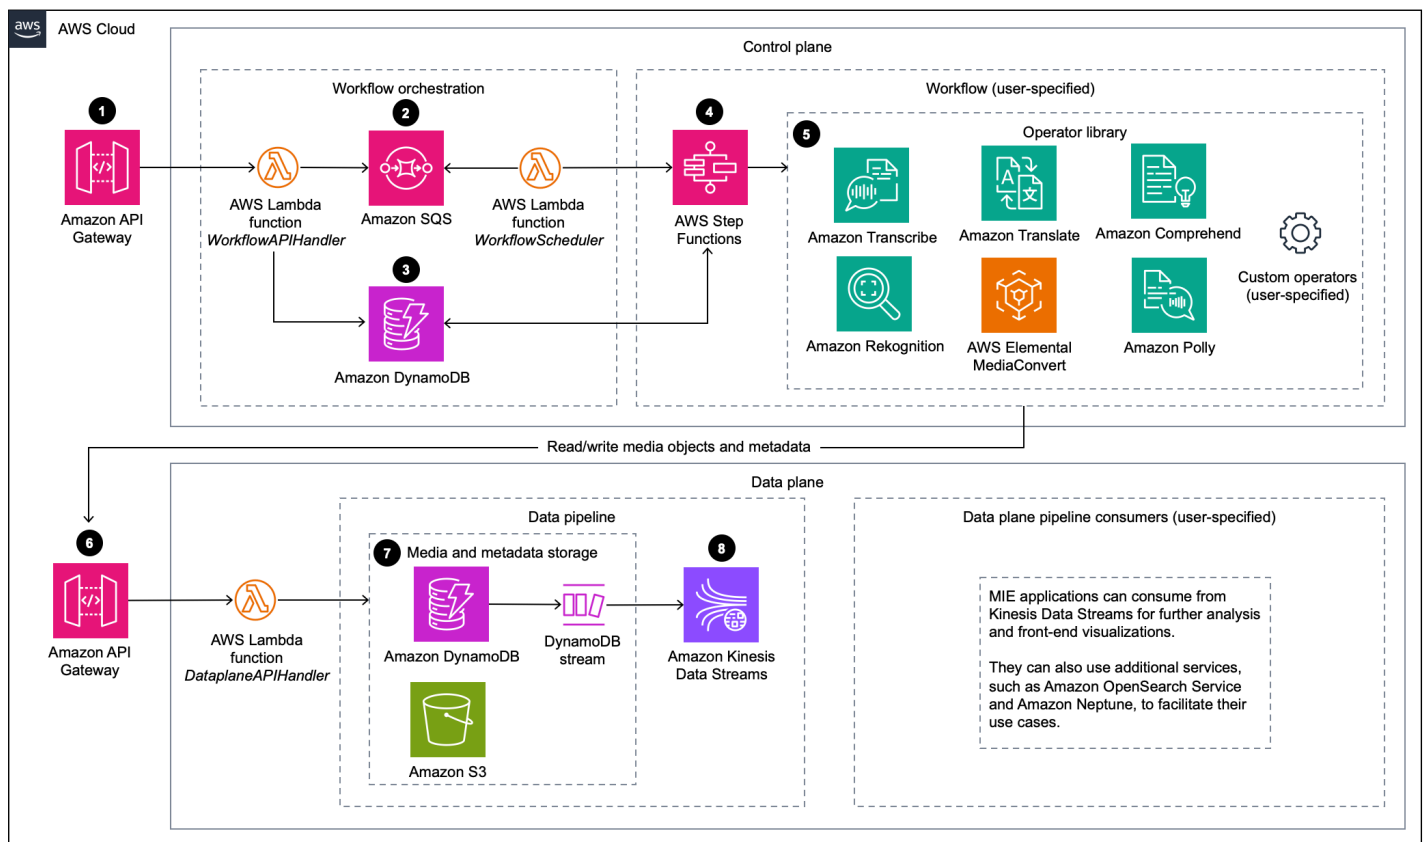 aws
AWS Cloud
Control plane
Workflow orchestration
Workflow (user-specified)
1
Amazon API
Gateway
AWS Lambda
function
WorkflowAPIHandler
2
Amazon SQS
AWS Lambda
function
WorkflowScheduler
3
Amazon DynamoDB
4
AWS Step
Functions
5
Operator library
Amazon Transcribe
A
文
Amazon Translate
Amazon Comprehend
Amazon Rekognition
AWS Elemental
MediaConvert
Amazon Polly
Custom operators
(user-specified)
Read/write media objects and metadata
Data plane
6
Amazon API
Gateway
AWS Lambda
function
DataplaneAPIHandler
Data pipeline
7
Media and metadata storage
Amazon DynamoDB
DynamoDB
stream
Amazon S3
8
Amazon Kinesis
Data Streams
Data plane pipeline consumers (user-specified)
MIE applications can consume from
Kinesis Data Streams for further analysis
and front-end visualizations.
They can also use additional services,
such as Amazon OpenSearch Service
and Amazon Neptune, to facilitate their
use cases.